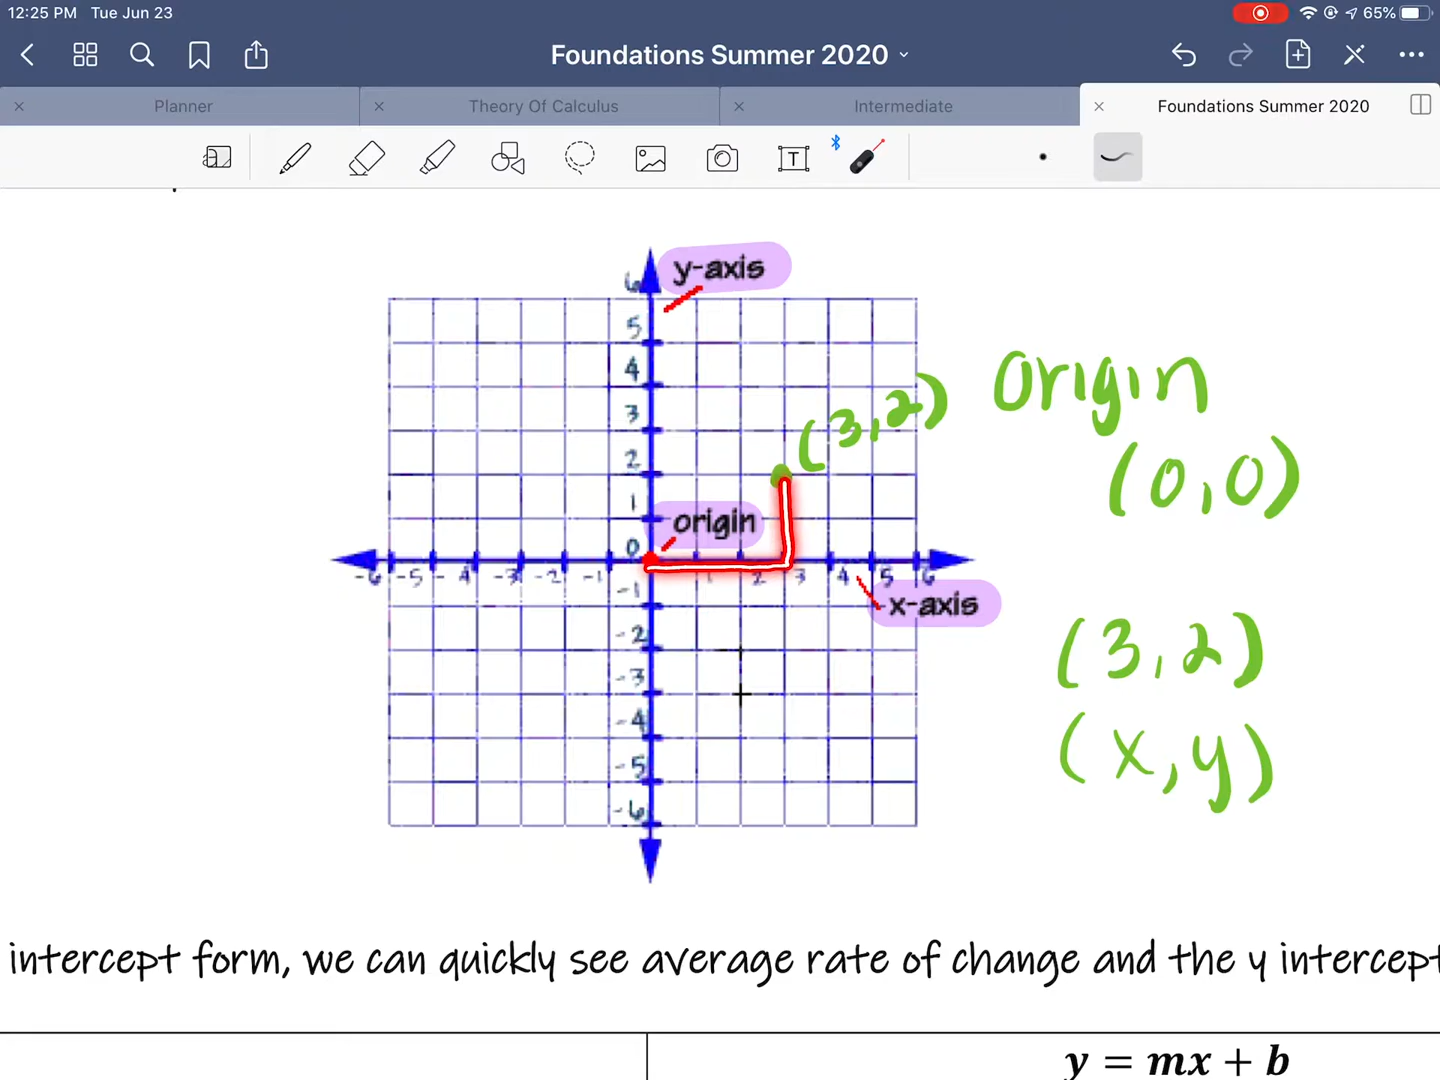 12:25 PM Tue Jun 23
65%
Foundations Summer 2020
Planner
Theory Of Calculus
Intermediate
Foundations Summer 2020
T
y-axis
6
5
4
3
2
1
0
origin
-6 -5 -4 -3 -2 -1 1 2 3 4 5 6
x-axis
-1
-2
-3
-4
-5
-6
(3,2)
origin
(0,0)
(3,2)
(x,y)
intercept form, we can quickly see average rate of change and the y intercept
y = mx + b